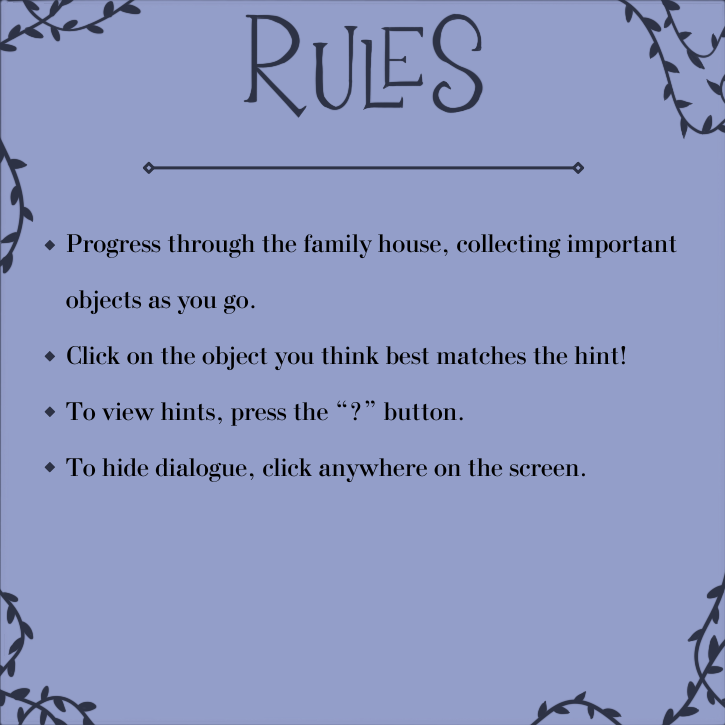 RULES
Progress through the family house, collecting important
objects as you go.
Click on the object you think best matches the hint!
To view hints, press the “?” button.
To hide dialogue, click anywhere on the screen.